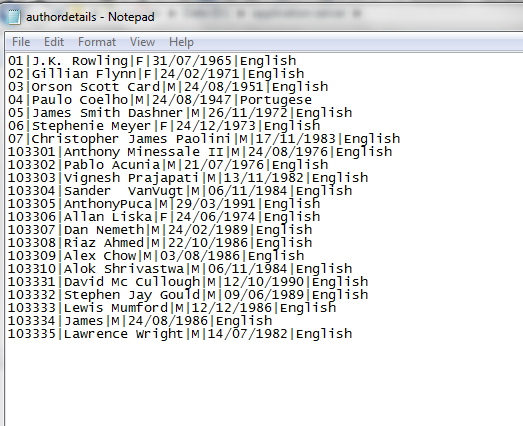 authordetails - Notepad
File Edit Format View Help
01|J.K. Rowling|F|31/07/1965|English
02|Gillian Flynn|F|24/02/1971|English
03|Orson Scott Card|M|24/08/1951|English
04|Paulo Coelho|M|24/08/1947|Portugese
05|James Smith Dashner|M|26/11/1972|English
06|Stephenie Meyer|F|24/12/1973|English
07|Christopher James Paolini|M|17/11/1983|English
103301|Anthony Minessale II|M|24/08/1976|English
103302|Pablo Acunia|M|21/07/1976|English
103303|Vignesh Prajapati|M|13/11/1982|English
103304|Sander  VanVugt|M|06/11/1984|English
103305|AnthonyPuca|M|29/03/1991|English
103306|Allan Liska|F|24/06/1974|English
103307|Dan Nemeth|M|24/02/1989|English
103308|Riaz Ahmed|M|22/10/1986|English
103309|Alex Chow|M|03/08/1986|English
103310|Alok Shrivastwa|M|06/11/1984|English
103331|David Mc Cullough|M|12/10/1990|English
103332|Stephen Jay Gould|M|09/06/1989|English
103333|Lewis Mumford|M|12/12/1986|English
103334|James|M|24/08/1986|English
103335|Lawrence Wright|M|14/07/1982|English